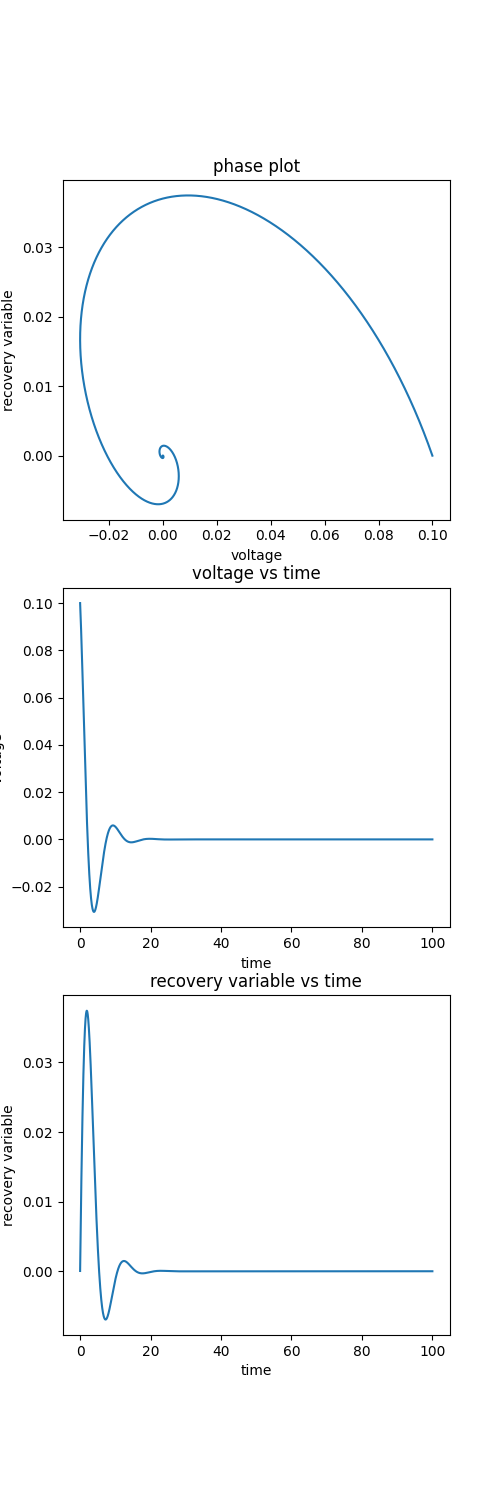 phase plot
0.03
0.02
0.01
0.00
recovery variable
−0.02 0.00 0.02 0.04 0.06 0.08 0.10
voltage
voltage vs time
0.10
0.08
0.06
0.04
0.02
0.00
−0.02
0 20 40 60 80 100
time
recovery variable vs time
0.03
0.02
0.01
0.00
recovery variable
0 20 40 60 80 100
time